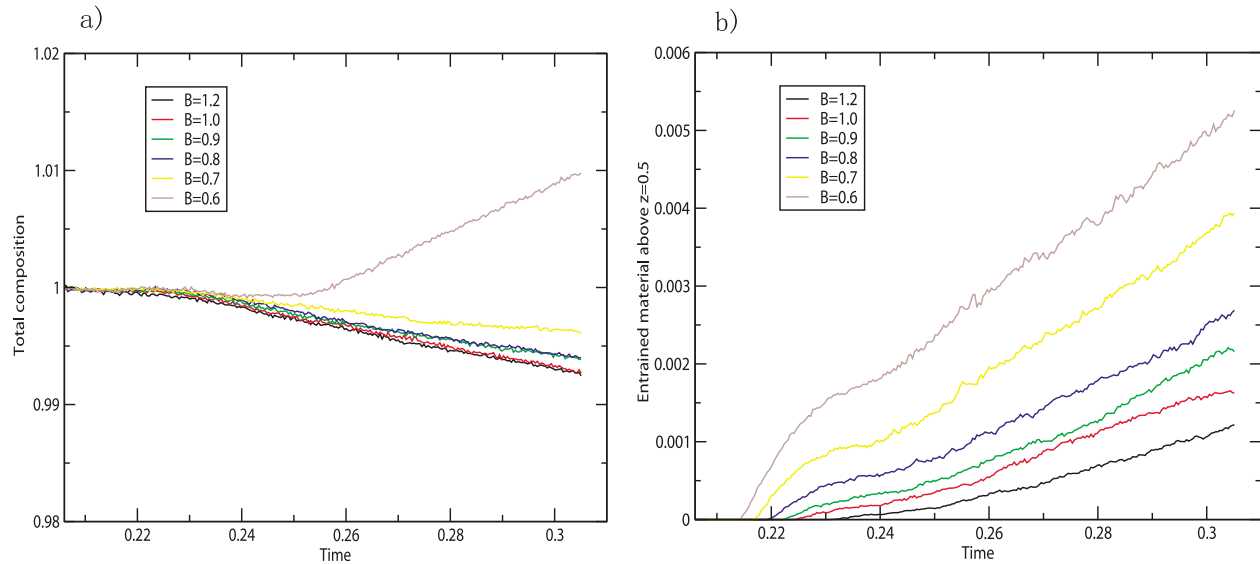 a)
1.02
1.01
1
0.99
0.98
Total composition
B=1.2
B=1.0
B=0.9
B=0.8
B=0.7
B=0.6
0.22
0.24
0.26
0.28
0.3
Time
b)
0.006
0.005
0.004
0.003
0.002
0.001
0
Entrained material above z=0.5
B=1.2
B=1.0
B=0.9
B=0.8
B=0.7
B=0.6
0.22
0.24
0.26
0.28
0.3
Time